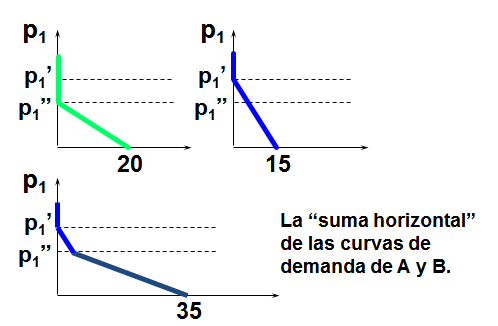 p1
p1’
p1”
20
p1
p1’
p1”
15
p1
p1’
p1”
35
La “suma horizontal”
de las curvas de
demanda de A y B.